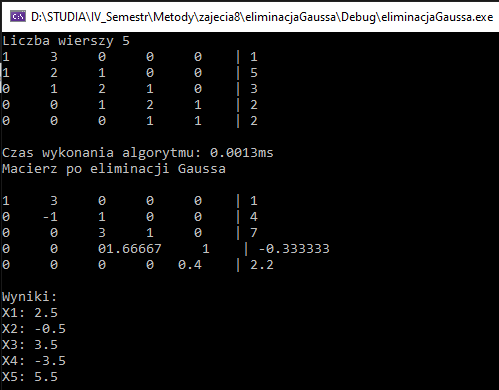 D:\STUDIA\IV_Semestr\Metody\zajecia8\eliminacjaGaussa\Debug\eliminacjaGaussa.exe
Liczba wierszy 5
1 3 0 0 0 | 1
1 2 1 0 0 | 5
0 1 2 1 0 | 3
0 0 1 2 1 | 2
0 0 0 1 1 | 2
Czas wykonania algorytmu: 0.0013ms
Macierz po eliminacji Gaussa
1 3 0 0 0 | 1
0 -1 1 0 0 | 4
0 0 3 1 0 | 7
0 0 01.66667 1 | -0.333333
0 0 0 0 0.4 | 2.2
Wyniki:
X1: 2.5
X2: -0.5
X3: 3.5
X4: -3.5
X5: 5.5